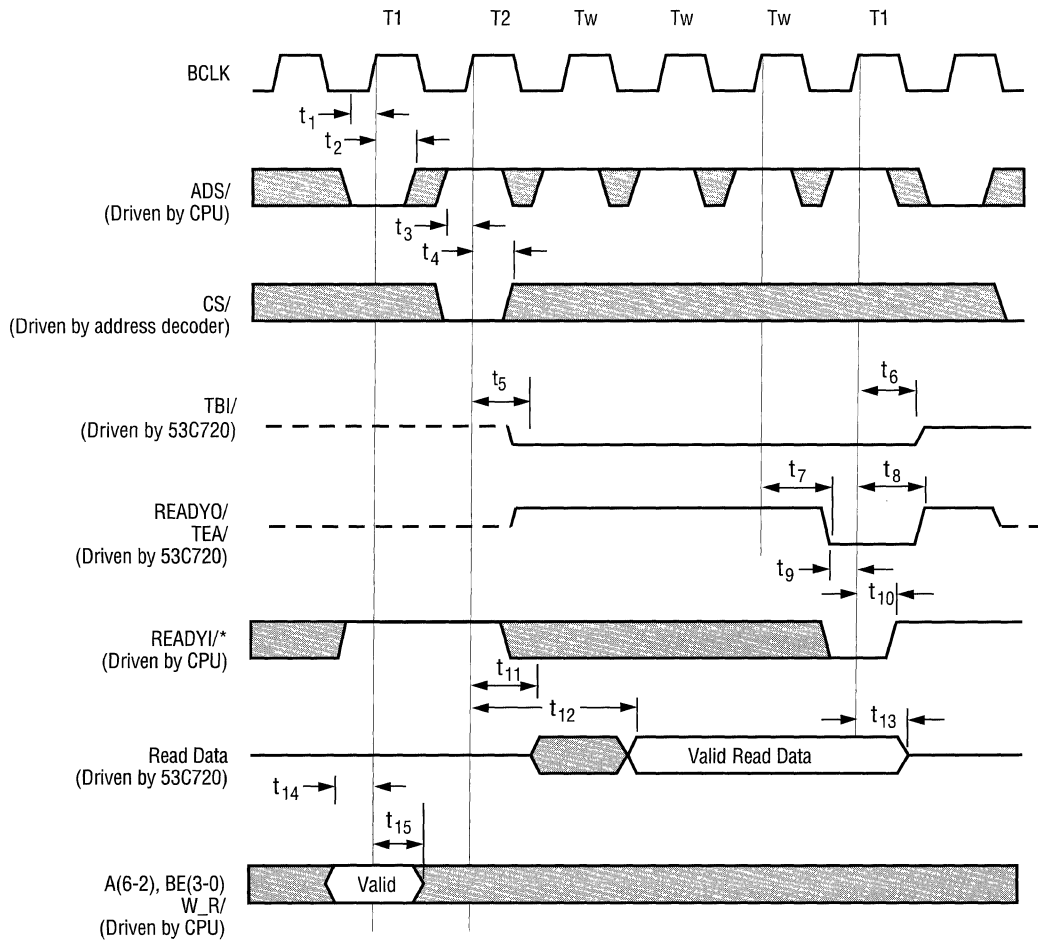 T1 T2 Tw Tw Tw T1
BCLK
t1
t2
ADS/
(Driven by CPU)
t3
t4
CS/
(Driven by address decoder)
t5
t6
TBI/
(Driven by 53C720)
t7
t8
READYO/
TEA/
(Driven by 53C720)
t9
t10
READYI/*
(Driven by CPU)
t11
t12
t13
Read Data
(Driven by 53C720)
Valid Read Data
t14
t15
A(6-2), BE(3-0)
W_R/
(Driven by CPU)
Valid